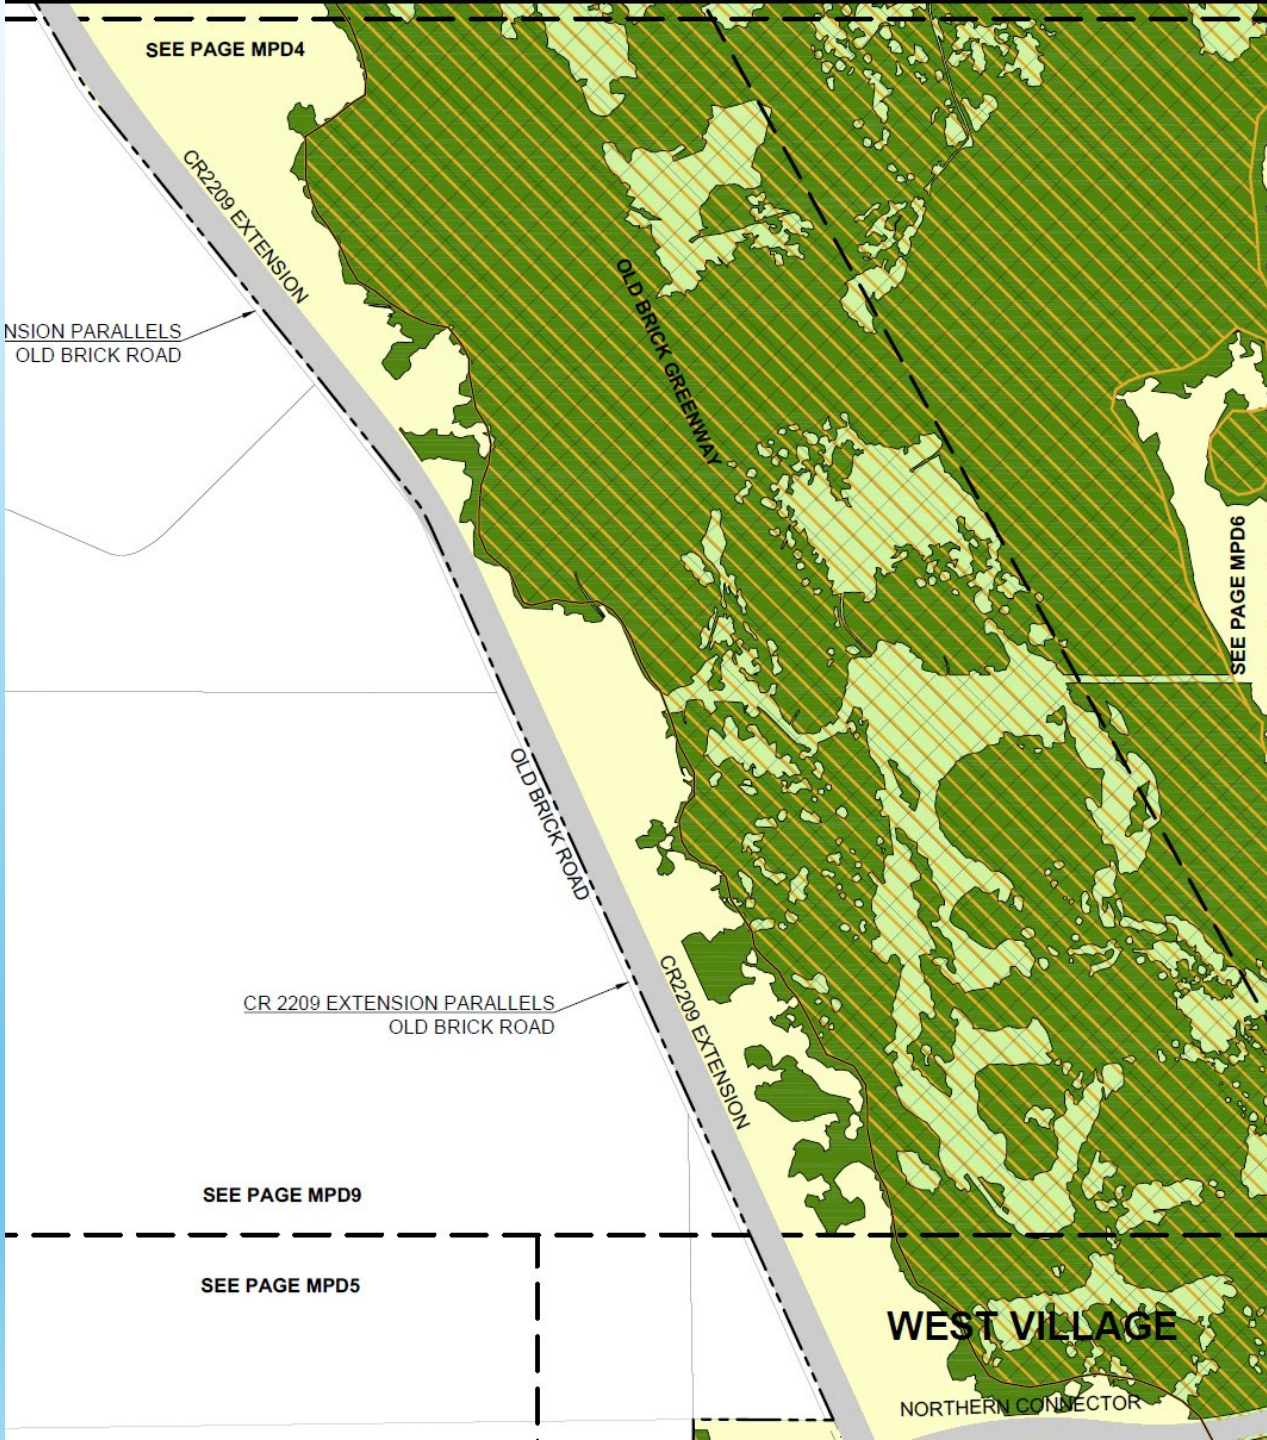 SEE PAGE MPD4
CR2209 EXTENSION
NSION PARALLELS
OLD BRICK ROAD
OLD BRICK GREENWAY
SEE PAGE MPD6
OLD BRICK ROAD
CR 2209 EXTENSION PARALLELS
OLD BRICK ROAD
CR2209 EXTENSION
SEE PAGE MPD9
SEE PAGE MPD5
WEST VILLAGE
NORTHERN CONNECTOR